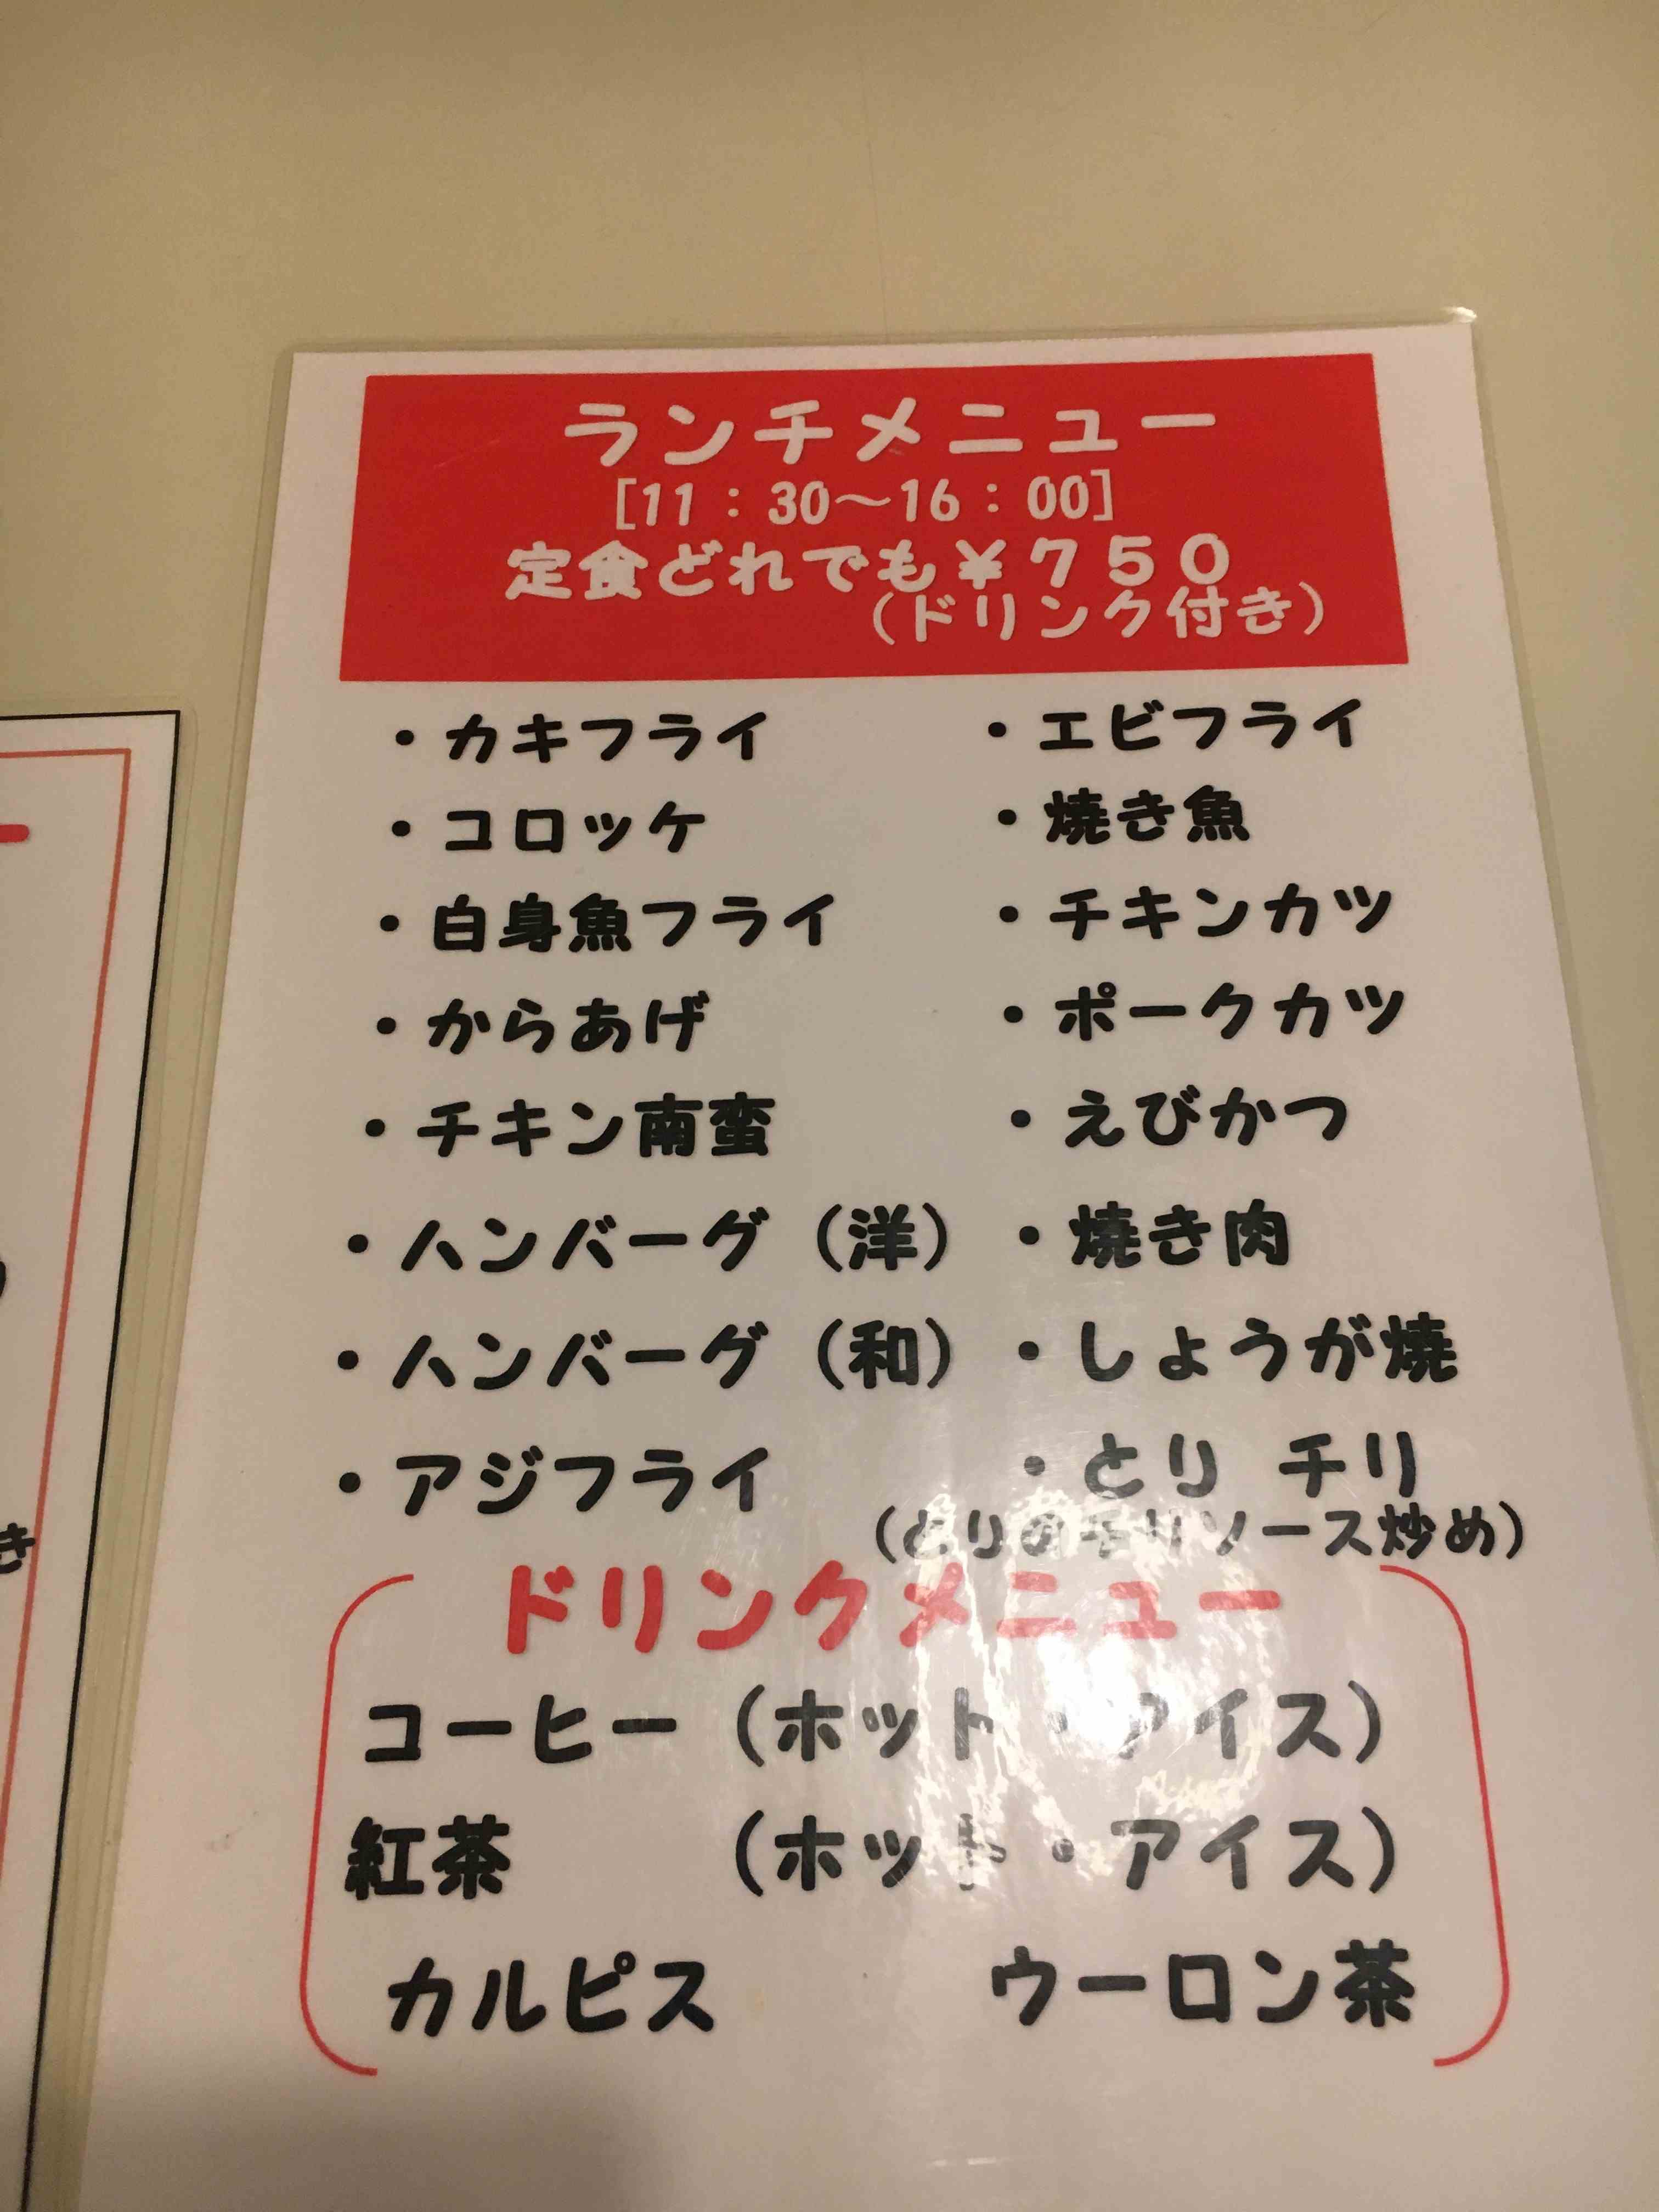 ランチメニュー
[11：30～16：00]
定食どれでも￥750
(ドリンク付き)
・カキフライ
・エビフライ
・コロッケ
・焼き魚
・白身魚フライ
・チキンカツ
・からあげ
・ポークカツ
・チキン南蛮
・えびかつ
・ハンバーグ（洋）
・焼き肉
・ハンバーグ（和）
・しょうが焼
・アジフライ
・とり チリ
(とりのチリソース炒め)
ドリンクメニュー
コーヒー（ホット・アイス）
紅茶（ホット・アイス）
カルピス
ウーロン茶
き